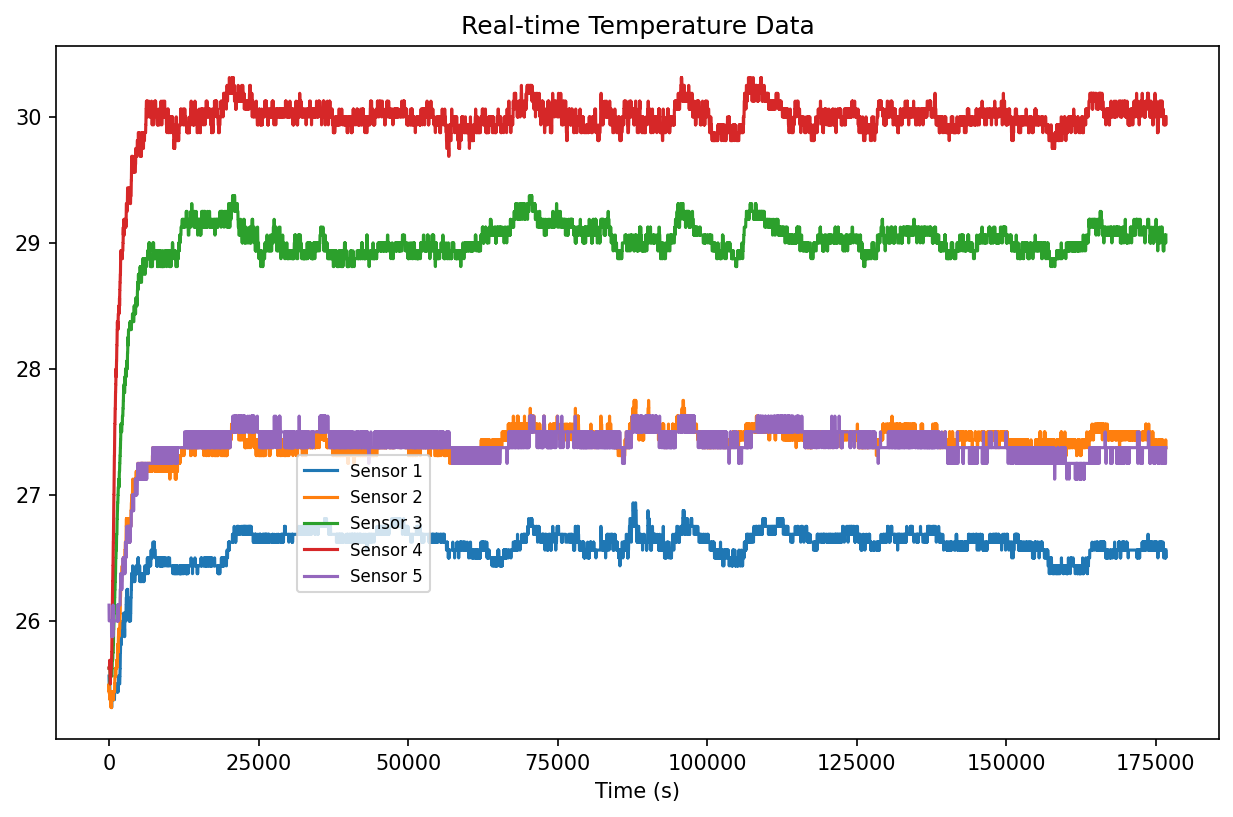 Real-time Temperature Data
30
29
28
27
26
Sensor 1
Sensor 2
Sensor 3
Sensor 4
Sensor 5
0 25000 50000 75000 100000 125000 150000 175000
Time (s)